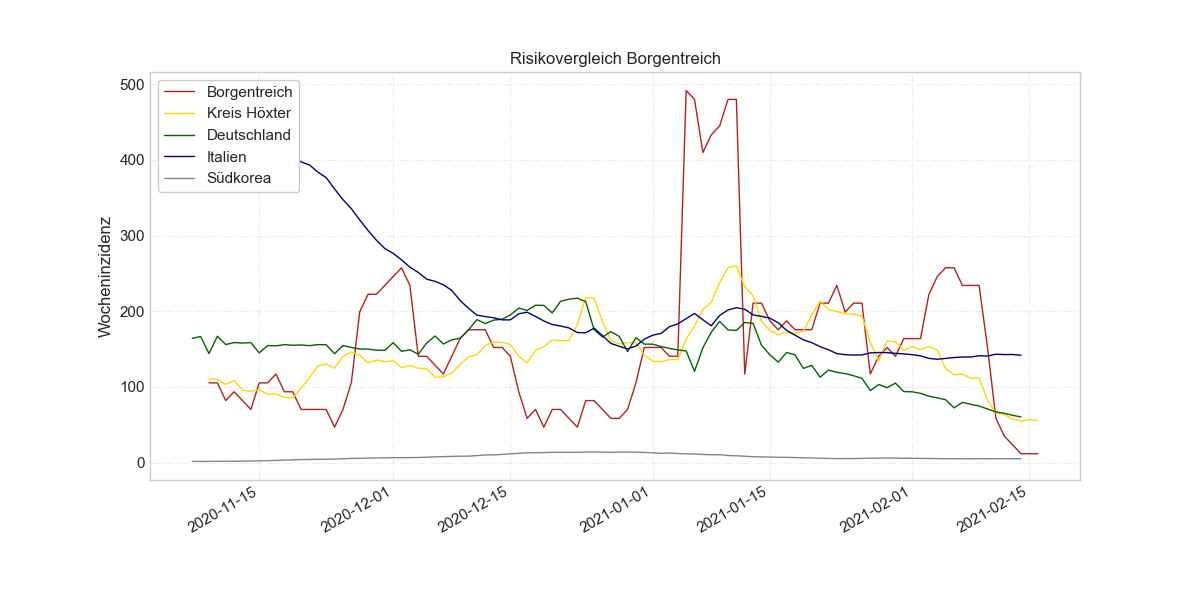 Risikovergleich Borgentreich
Wocheninzidenz
500
400
300
200
100
0
Borgentreich
Kreis Höxter
Deutschland
Italien
Südkorea
2020-11-15
2020-12-01
2020-12-15
2021-01-01
2021-01-15
2021-02-01
2021-02-15